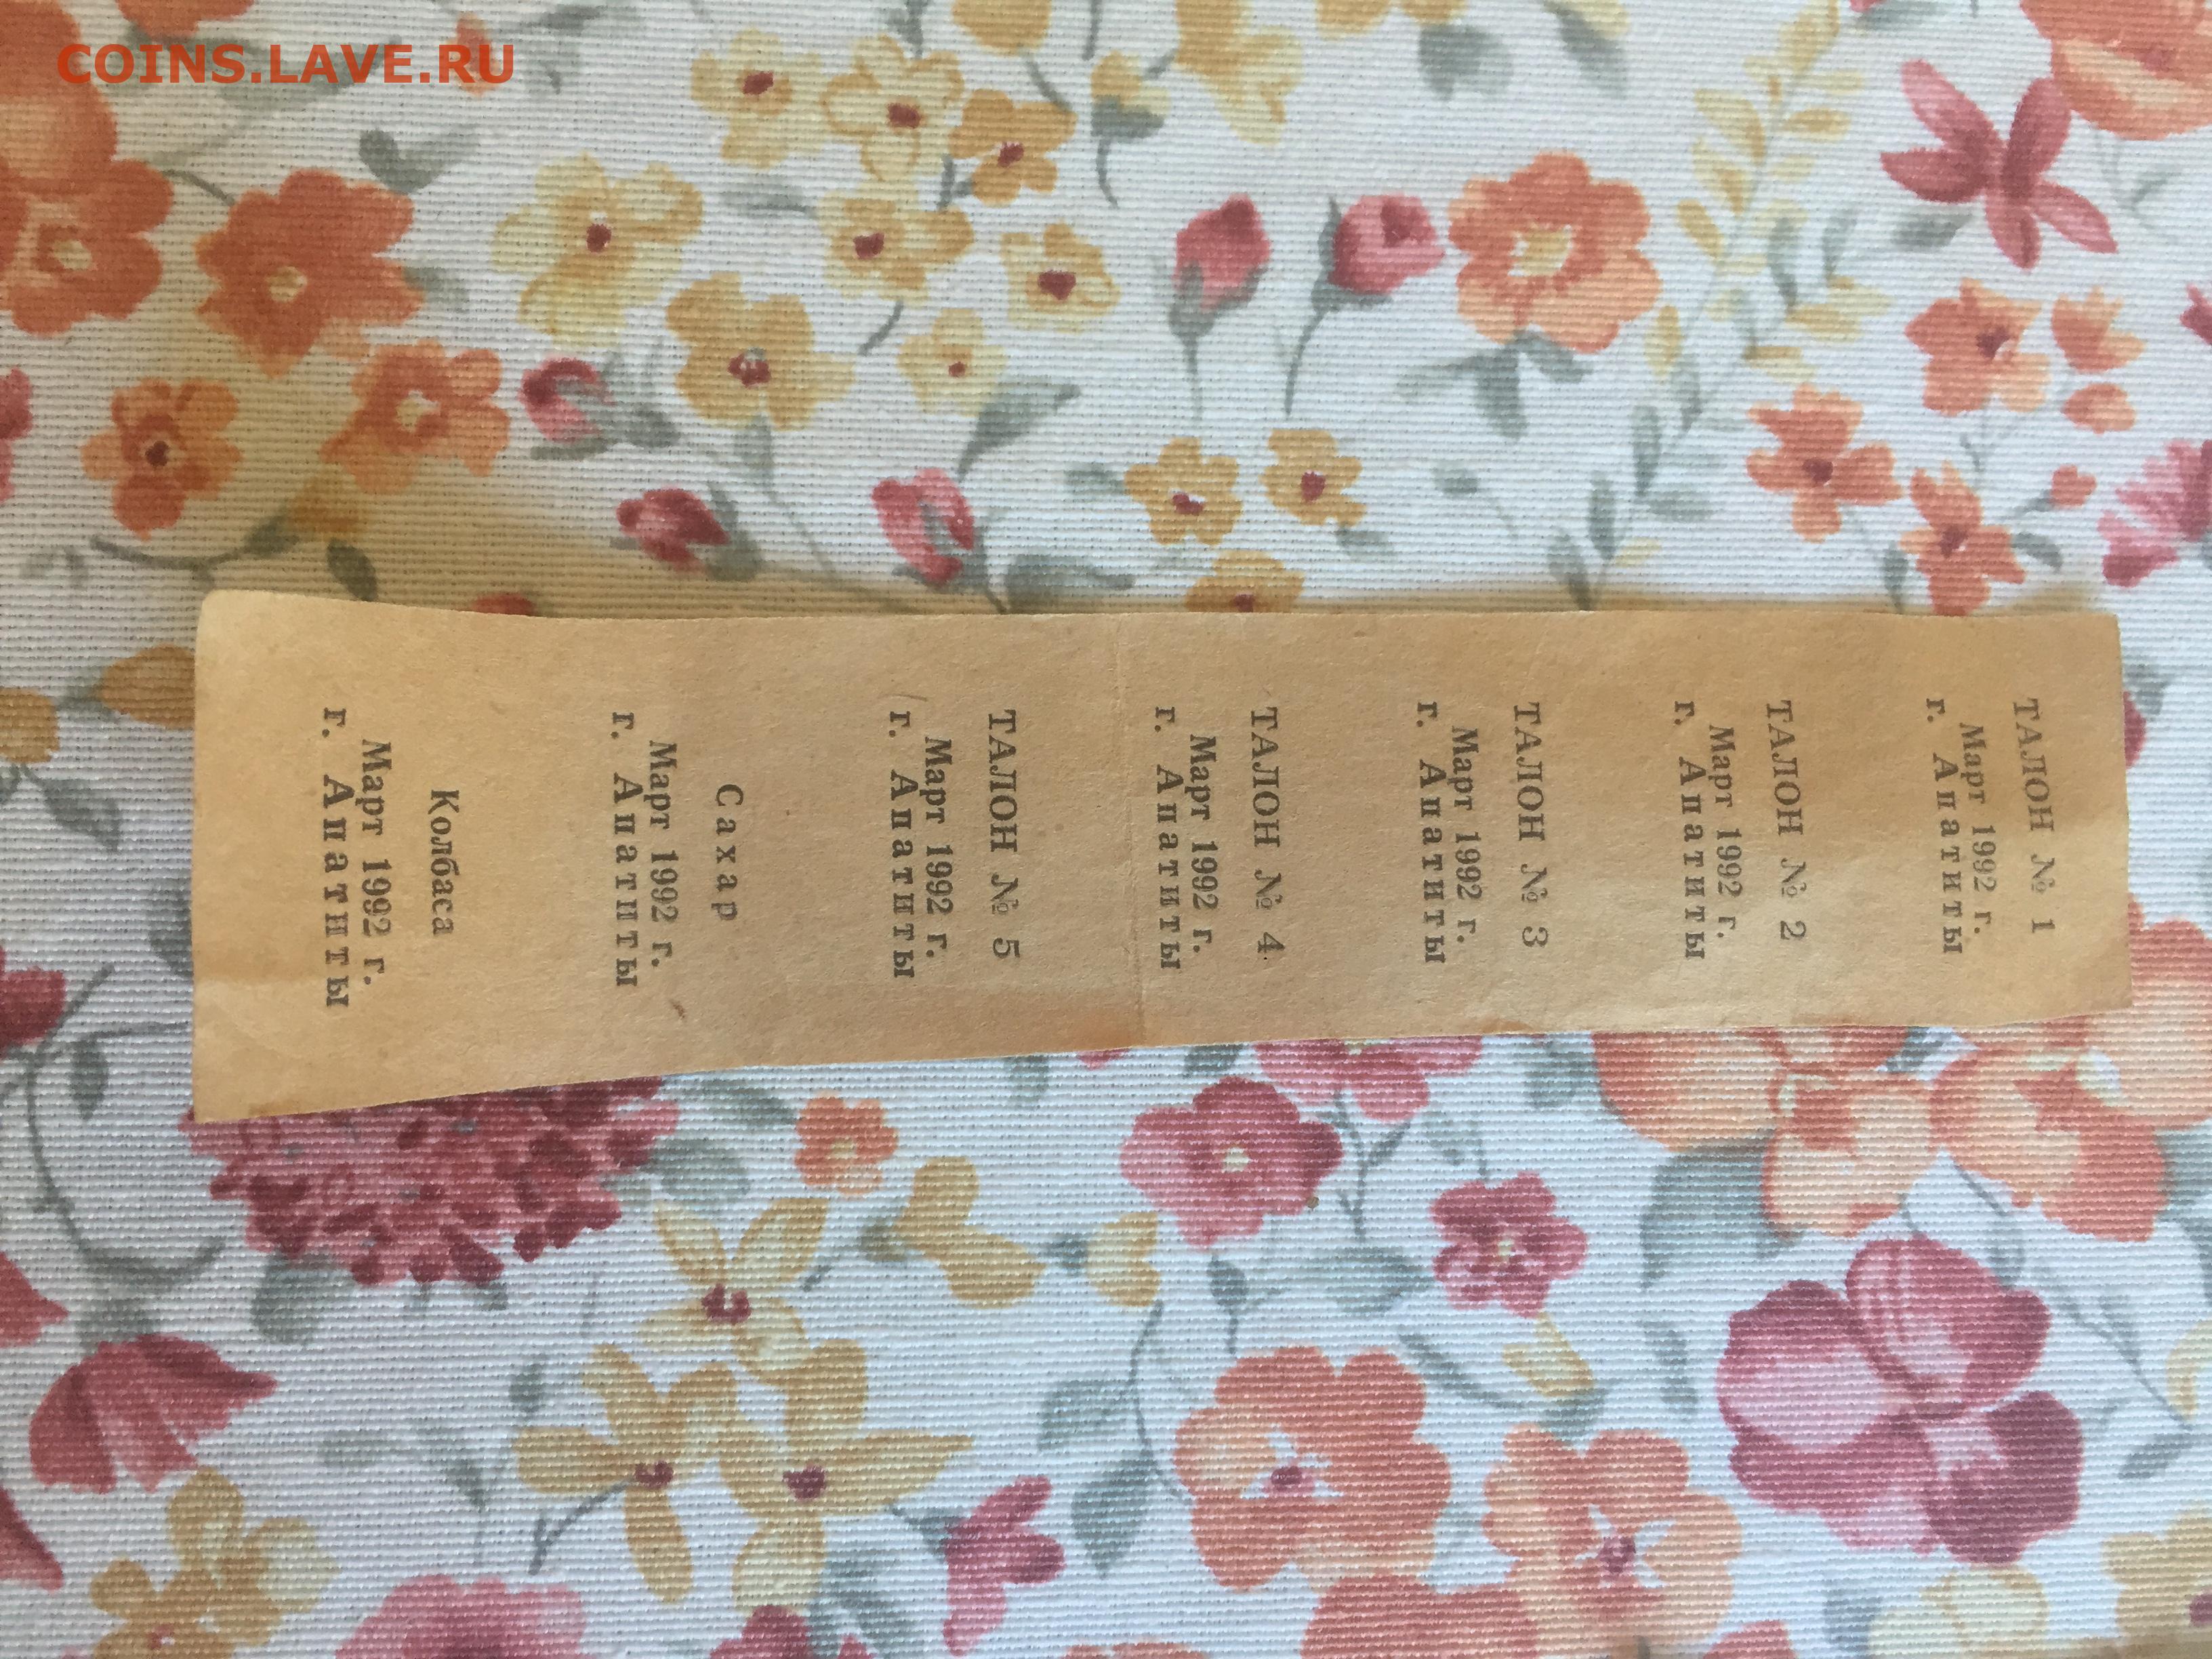 COINS.LAVE.RU
ТАЛОН № 1
Март 1992 г.
г. Апатиты
ТАЛОН № 2
Март 1992 г.
г. Апатиты
ТАЛОН № 3
Март 1992 г.
г. Апатиты
ТАЛОН № 4
Март 1992 г.
г. Апатиты
ТАЛОН № 5
Март 1992 г.
г. Апатиты
Сахар
Март 1992 г.
г. Апатиты
Колбаса
Март 1992 г.
г. Апатиты